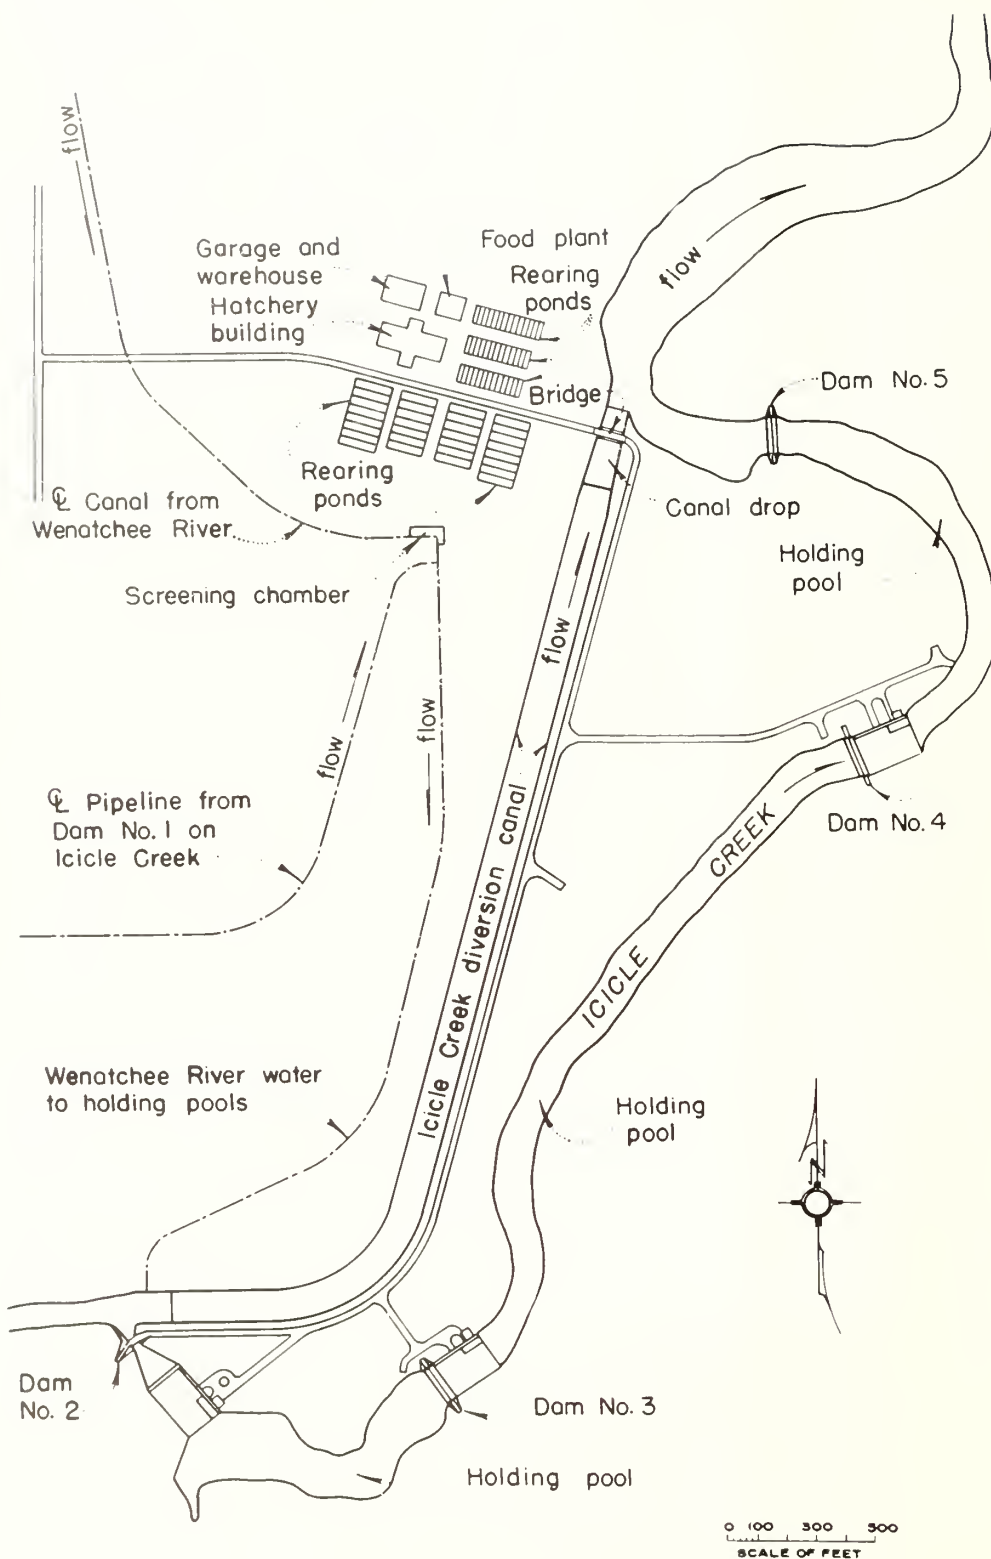 flow
Garage and
warehouse
Hatchery
building
Food plant
Rearing
ponds
flow
Bridge
Dam No. 5
Rearing
ponds
℄ Canal from
Wenatchee River
Canal drop
Holding
pool
Screening chamber
flow
flow
flow
℄ Pipeline from
Dam No. 1 on
Icicle Creek
Dam No. 4
Icicle Creek diversion canal
ICICLE CREEK
Wenatchee River water
to holding pools
Holding
pool
N
Dam
No. 2
Dam No. 3
Holding pool
0 100 300 500
SCALE OF FEET